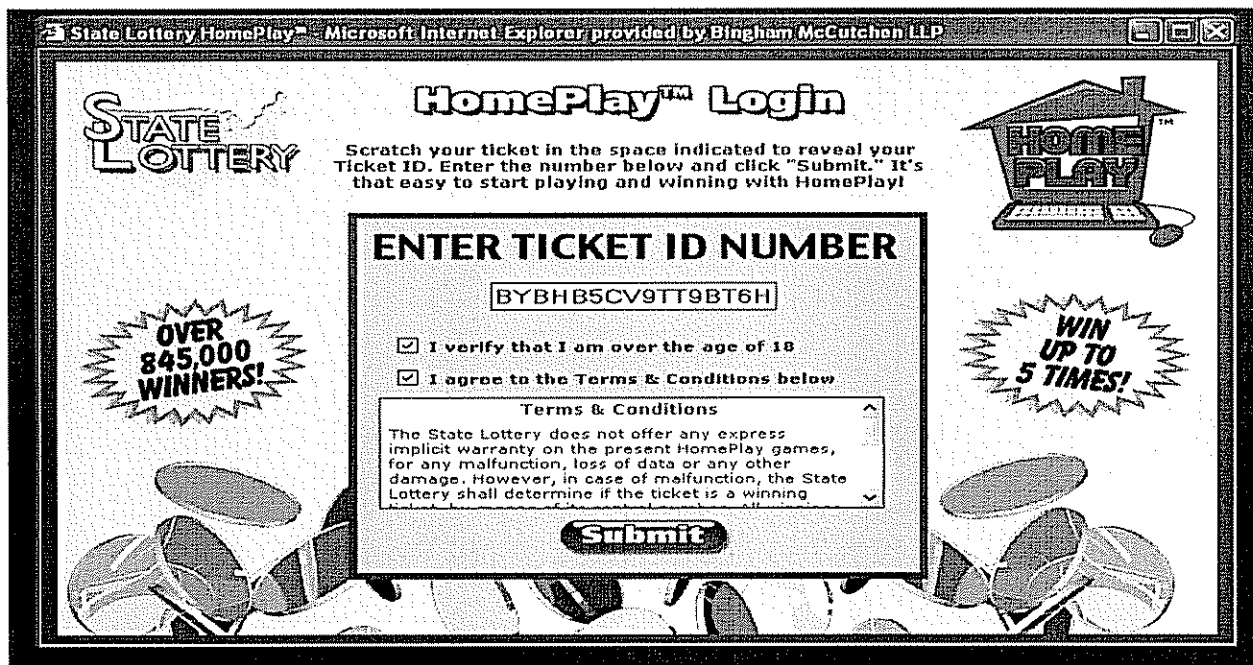 State Lottery HomePlay™ - Microsoft Internet Explorer provided by Bingham McCutchen LLP
STATE
LOTTERY
HomePlay™ Login
Scratch your ticket in the space indicated to reveal your
Ticket ID. Enter the number below and click "Submit." It's
that easy to start playing and winning with HomePlay!
HOME
PLAY
™
ENTER TICKET ID NUMBER
BYBHB5CV9TT9BT6H
OVER
845,000
WINNERS!
I verify that I am over the age of 18
I agree to the Terms & Conditions below
WIN
UP TO
5 TIMES!
Terms & Conditions
The State Lottery does not offer any express
implicit warranty on the present HomePlay games,
for any malfunction, loss of data or any other
damage. However, in case of malfunction, the State
Lottery shall determine if the ticket is a winning
Submit